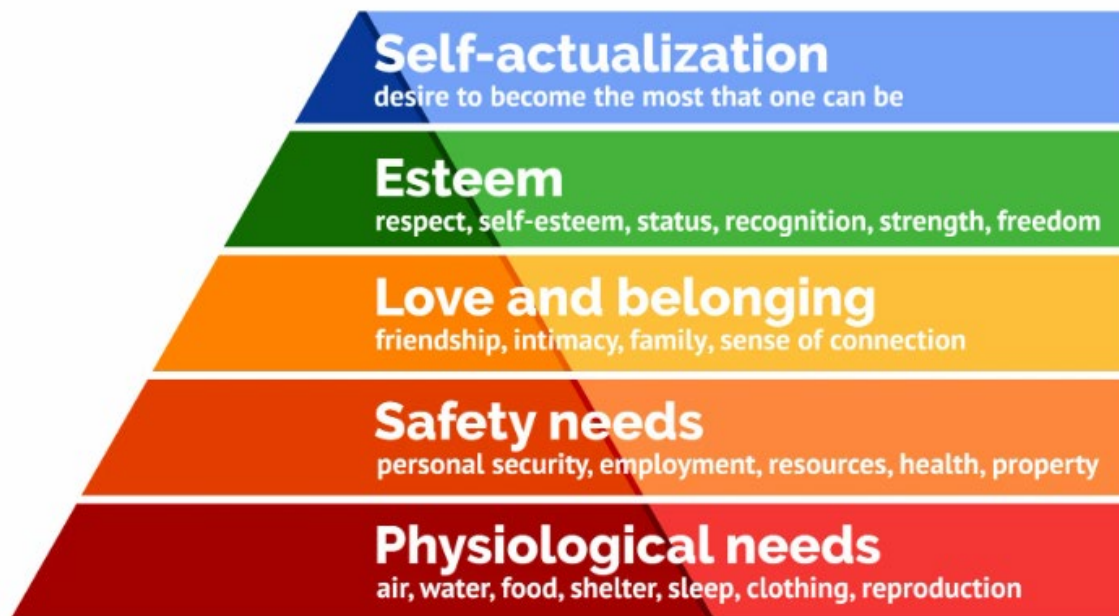 Self-actualization
desire to become the most that one can be
Esteem
respect, self-esteem, status, recognition, strength, freedom
Love and belonging
friendship, intimacy, family, sense of connection
Safety needs
personal security, employment, resources, health, property
Physiological needs
air, water, food, shelter, sleep, clothing, reproduction